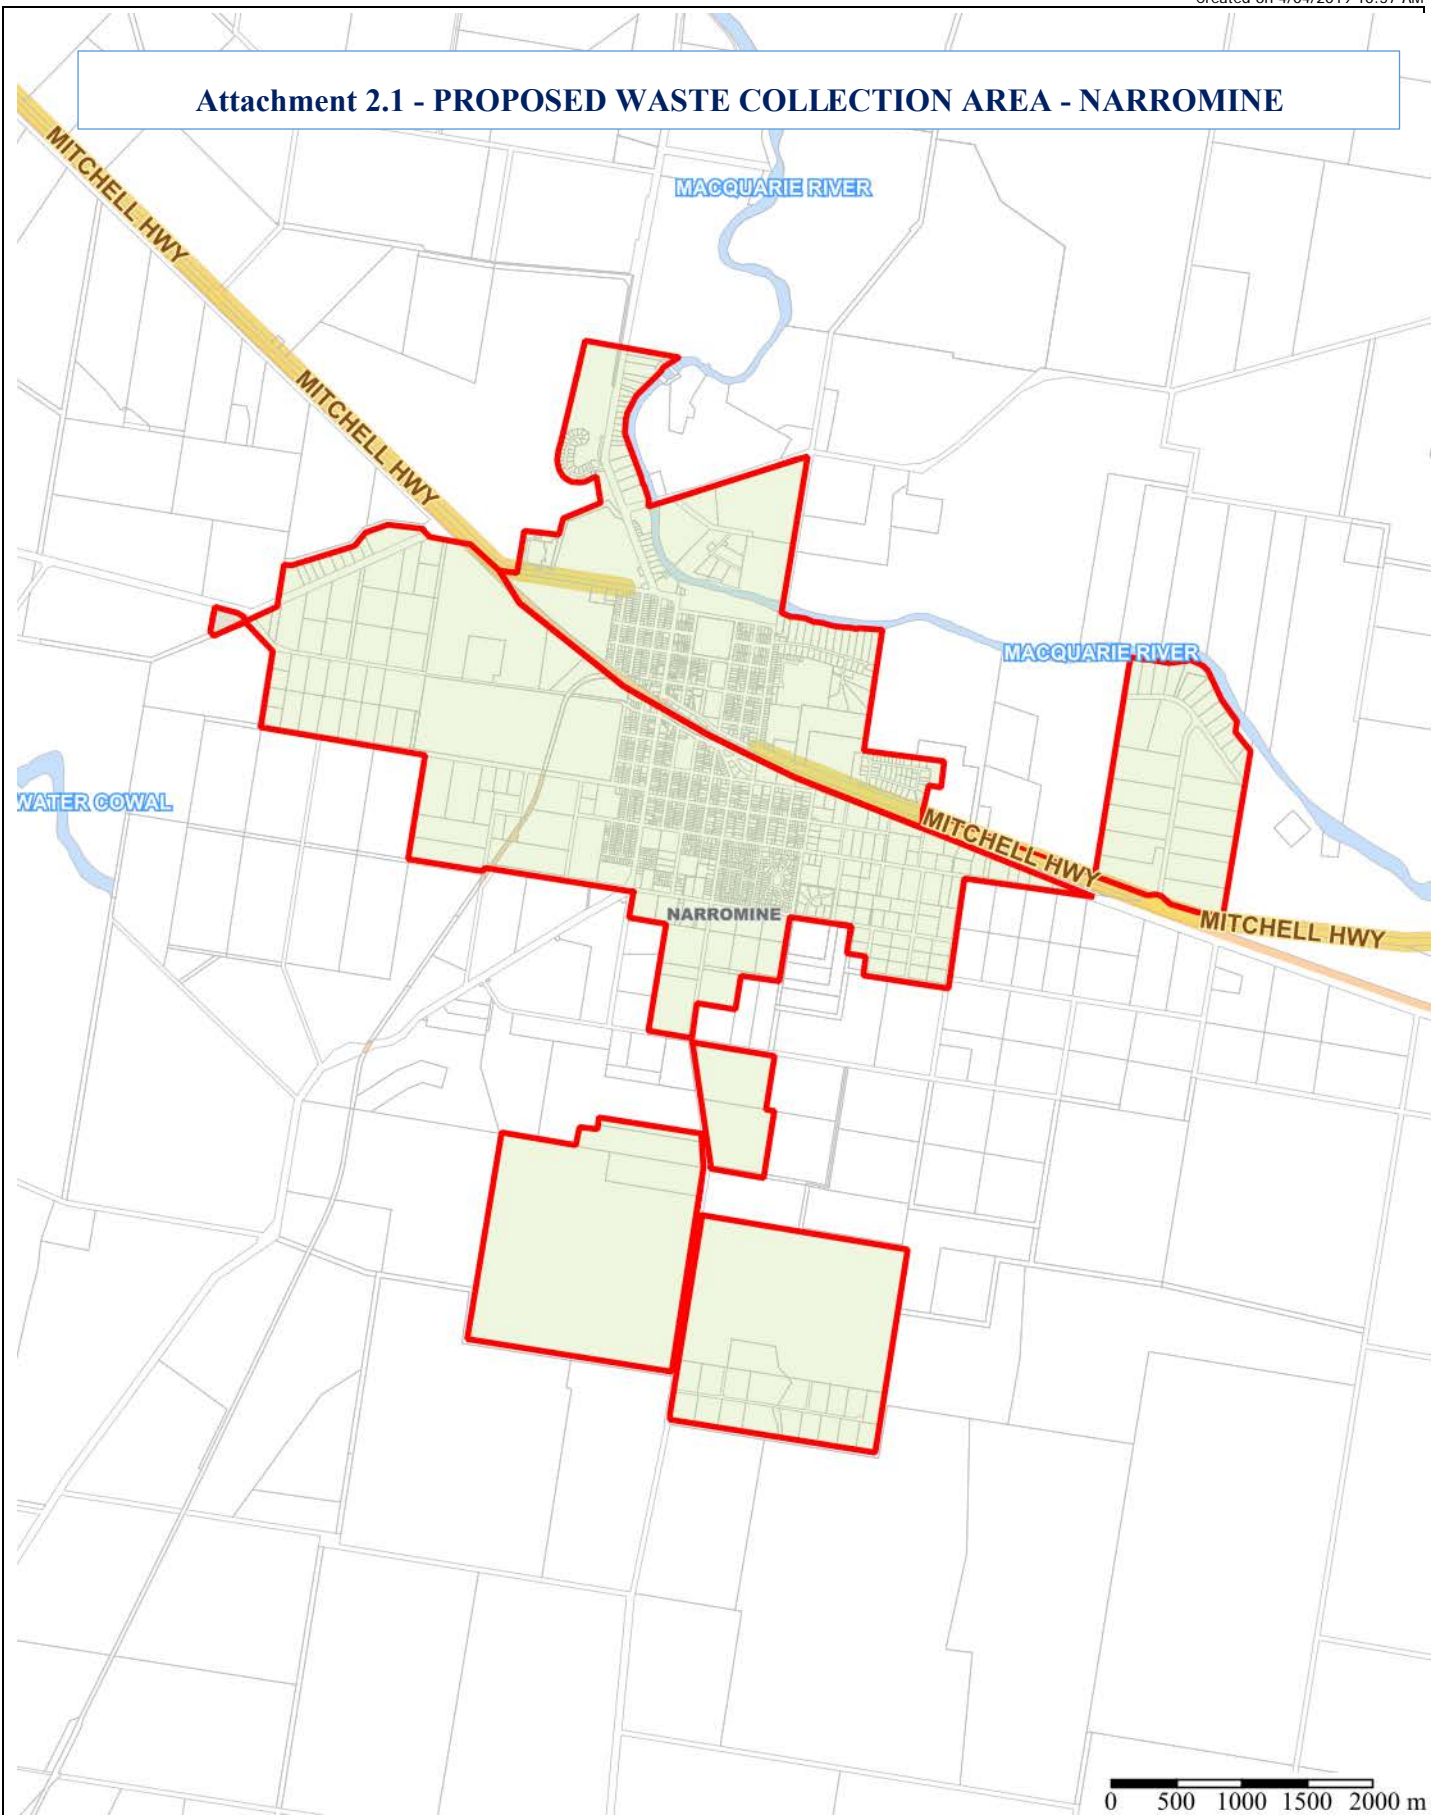 Attachment 2.1 - PROPOSED WASTE COLLECTION AREA - NARROMINE
MITCHELL HWY
MACQUARIE RIVER
MITCHELL HWY
MACQUARIE RIVER
WATER COWAL
MITCHELL HWY
NARROMINE
MITCHELL HWY
0 500 1000 1500 2000 m